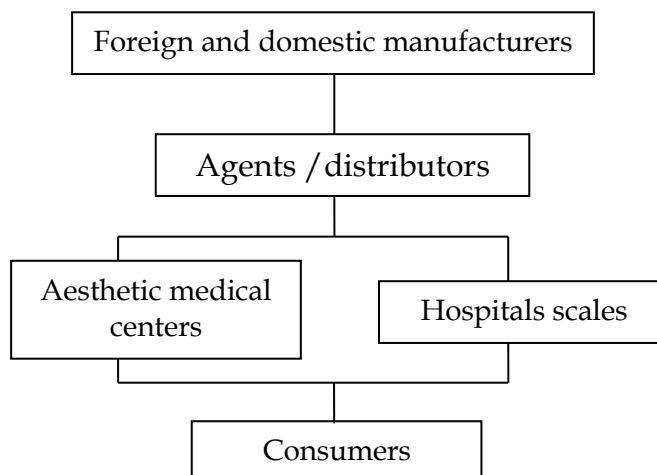 Foreign and domestic manufacturers
Agents /distributors
Aesthetic medical
centers
Hospitals scales
Consumers